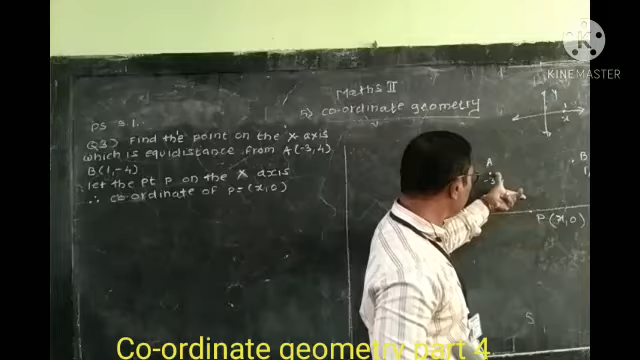 KINEMASTER
Maths II
5) co-ordinate geometry
PS 5.1.
Q3) Find the point on the X axis
which is equidistance from A(-3,4)
B(1,-4)
let the pt P on the X axis
∴ co-ordinate of P=(x,0)
Y
A
B
P(x,0)
Co-ordinate geometry part 4